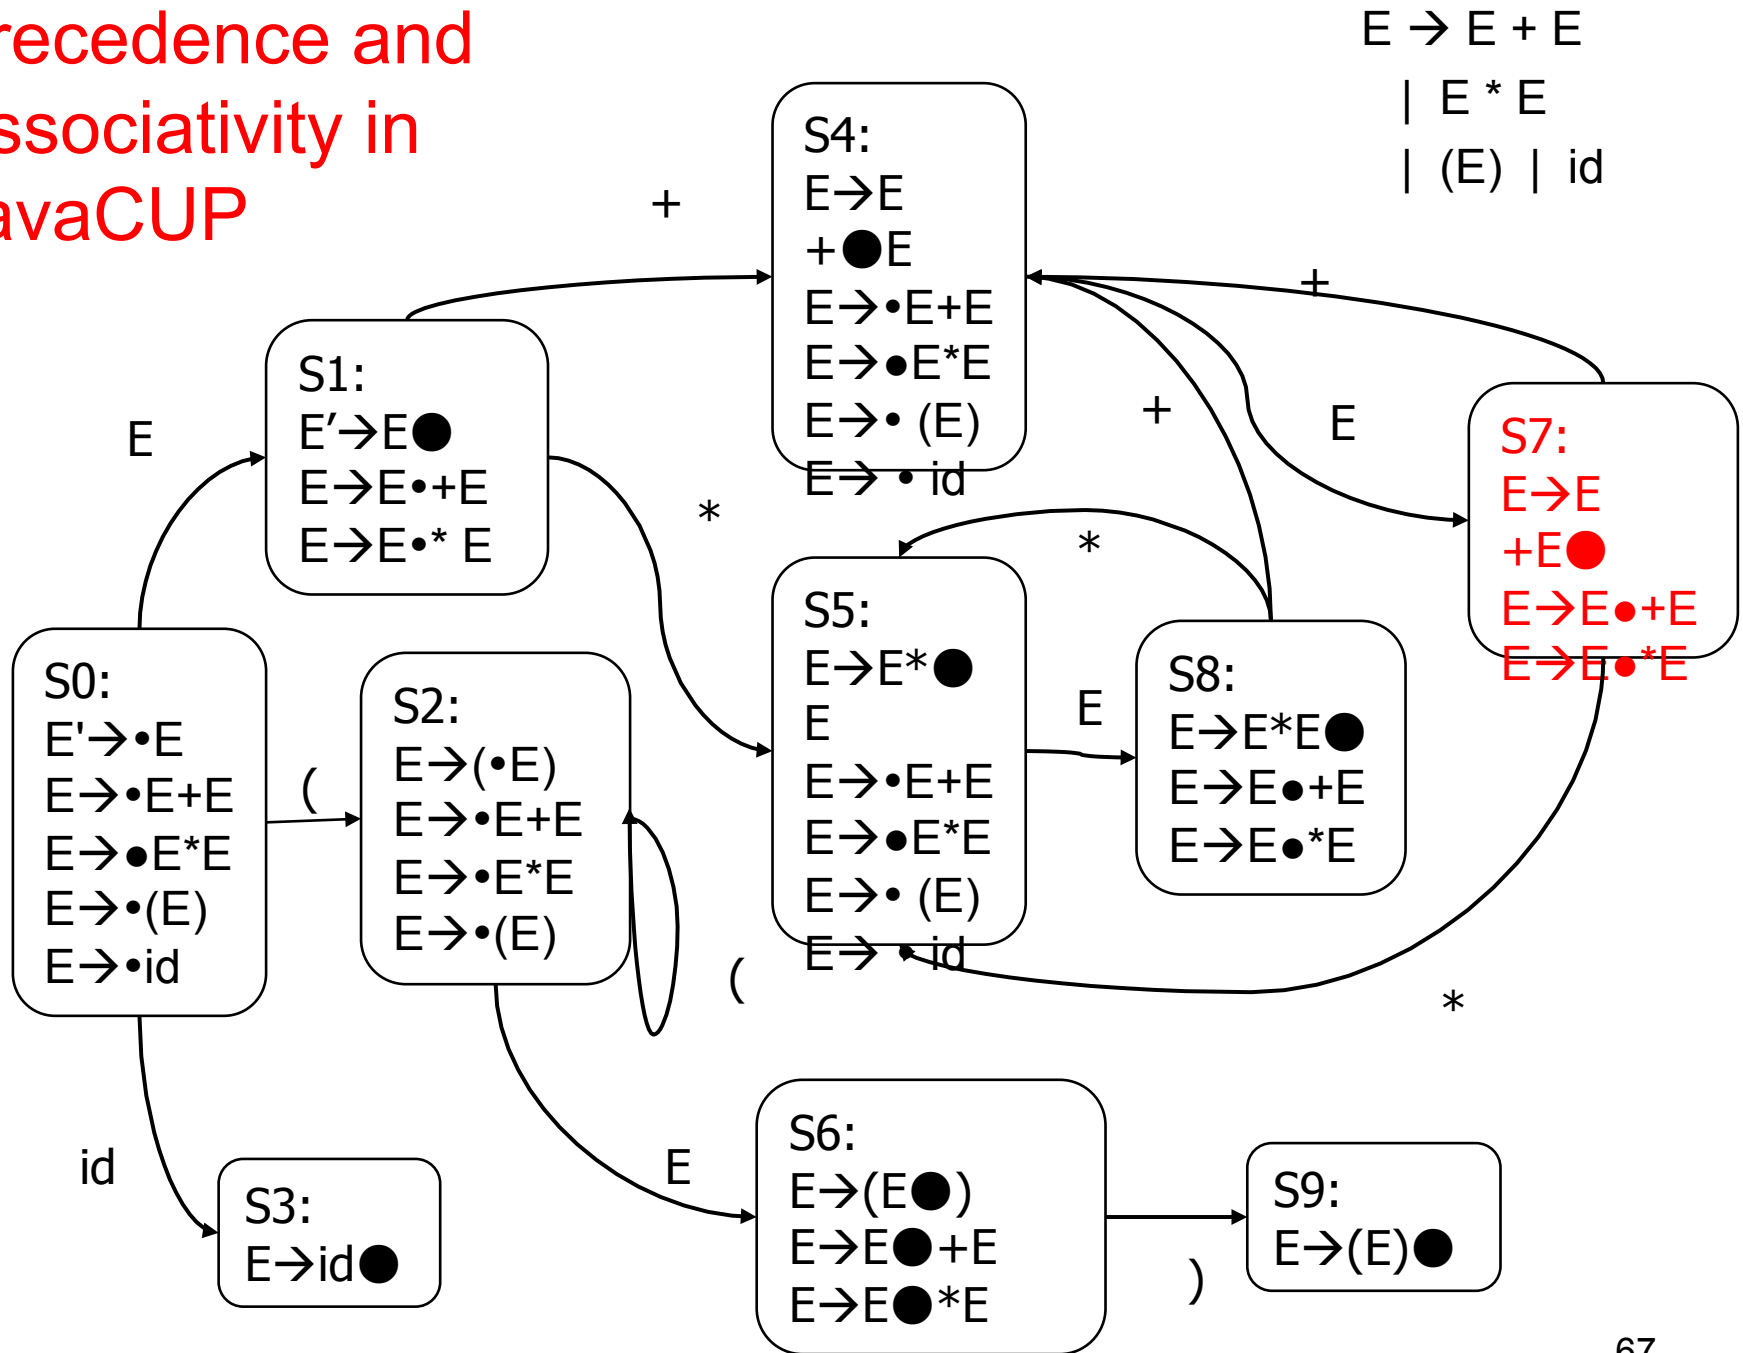 recedence and
ssociativity in
avaCUP
E → E + E
| E * E
| (E) | id
+
S4:
E→E
+●E
E→•E+E
E→●E*E
E→• (E)
E→ • id
+
S1:
E′→E●
E→E•+E
E→E•* E
E
*
+
E
S7:
E→E
+E●
E→E●+E
E→E●*E
*
S5:
E→E*●
E
E→•E+E
E→●E*E
E→• (E)
E→ • id
E
S8:
E→E*E●
E→E●+E
E→E●*E
S0:
E'→•E
E→•E+E
E→●E*E
E→•(E)
E→•id
(
S2:
E→(•E)
E→•E+E
E→•E*E
E→•(E)
(
*
id
S3:
E→id●
E
S6:
E→(E●)
E→E●+E
E→E●*E
)
S9:
E→(E)●
67